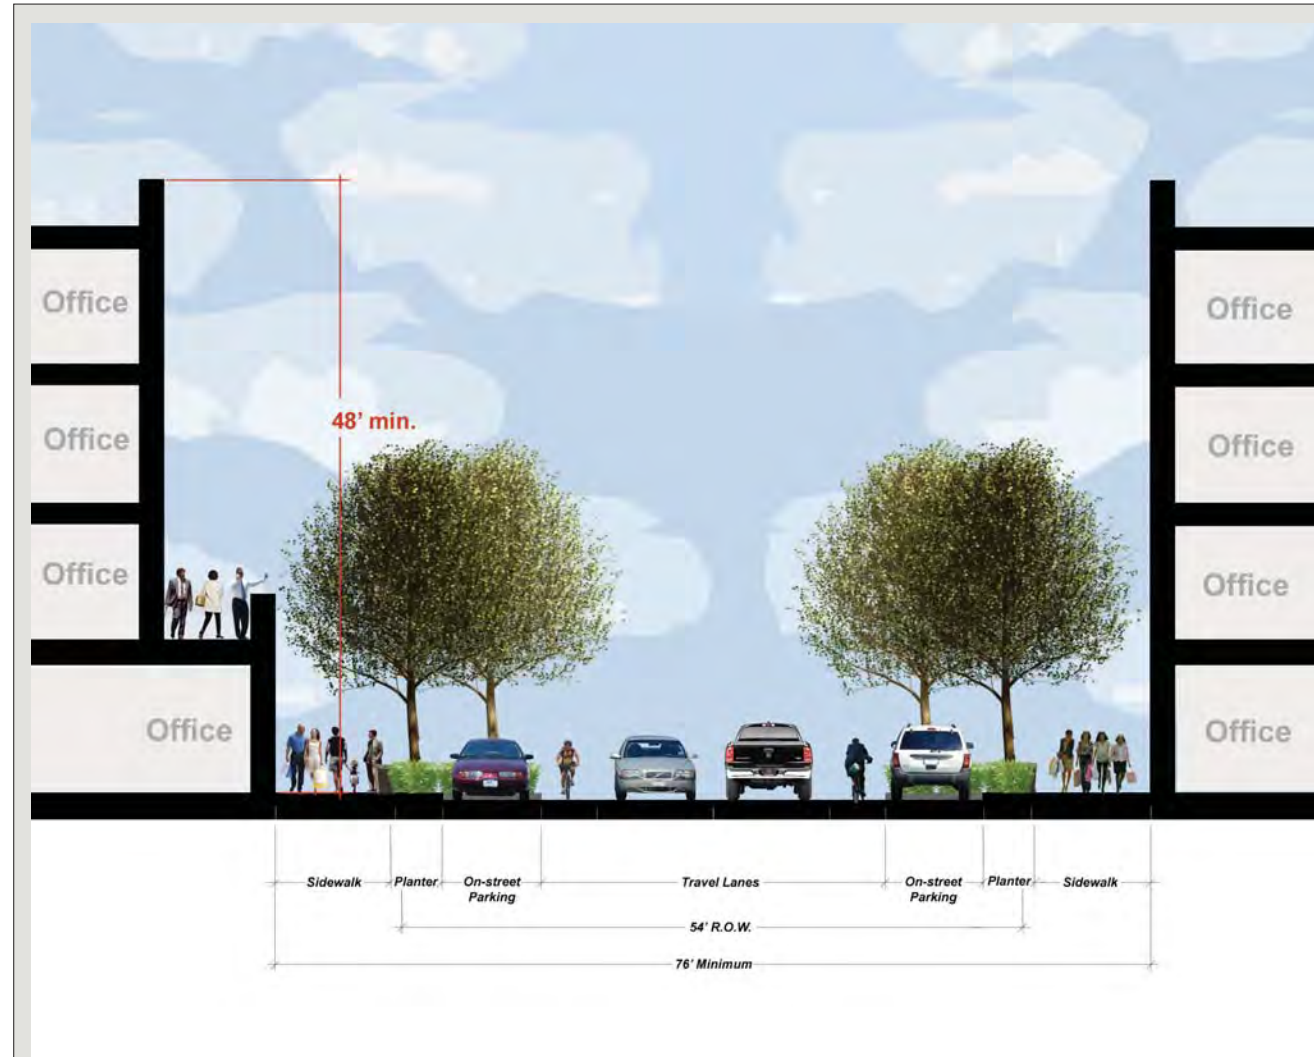 Office
Office
Office
Office
48’ min.
Office
Office
Office
Office
Sidewalk
Planter
On-street
Parking
Travel Lanes
On-street
Parking
Planter
Sidewalk
54’ R.O.W.
76’ Minimum